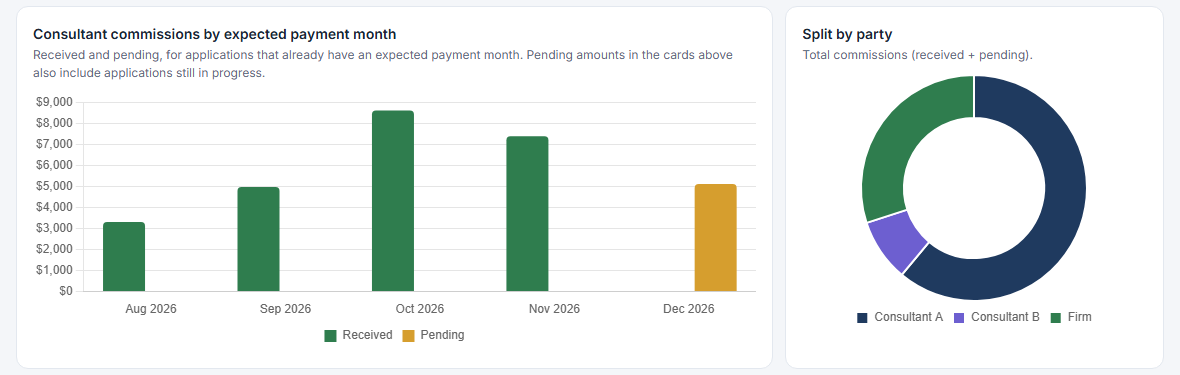 Consultant commissions by expected payment month
Received and pending, for applications that already have an expected payment month. Pending amounts in the cards above
also include applications still in progress.
$9,000
$8,000
$7,000
$6,000
$5,000
$4,000
$3,000
$2,000
$1,000
$0
Aug 2026 Sep 2026 Oct 2026 Nov 2026 Dec 2026
Received Pending
Split by party
Total commissions (received + pending).
Consultant A Consultant B Firm